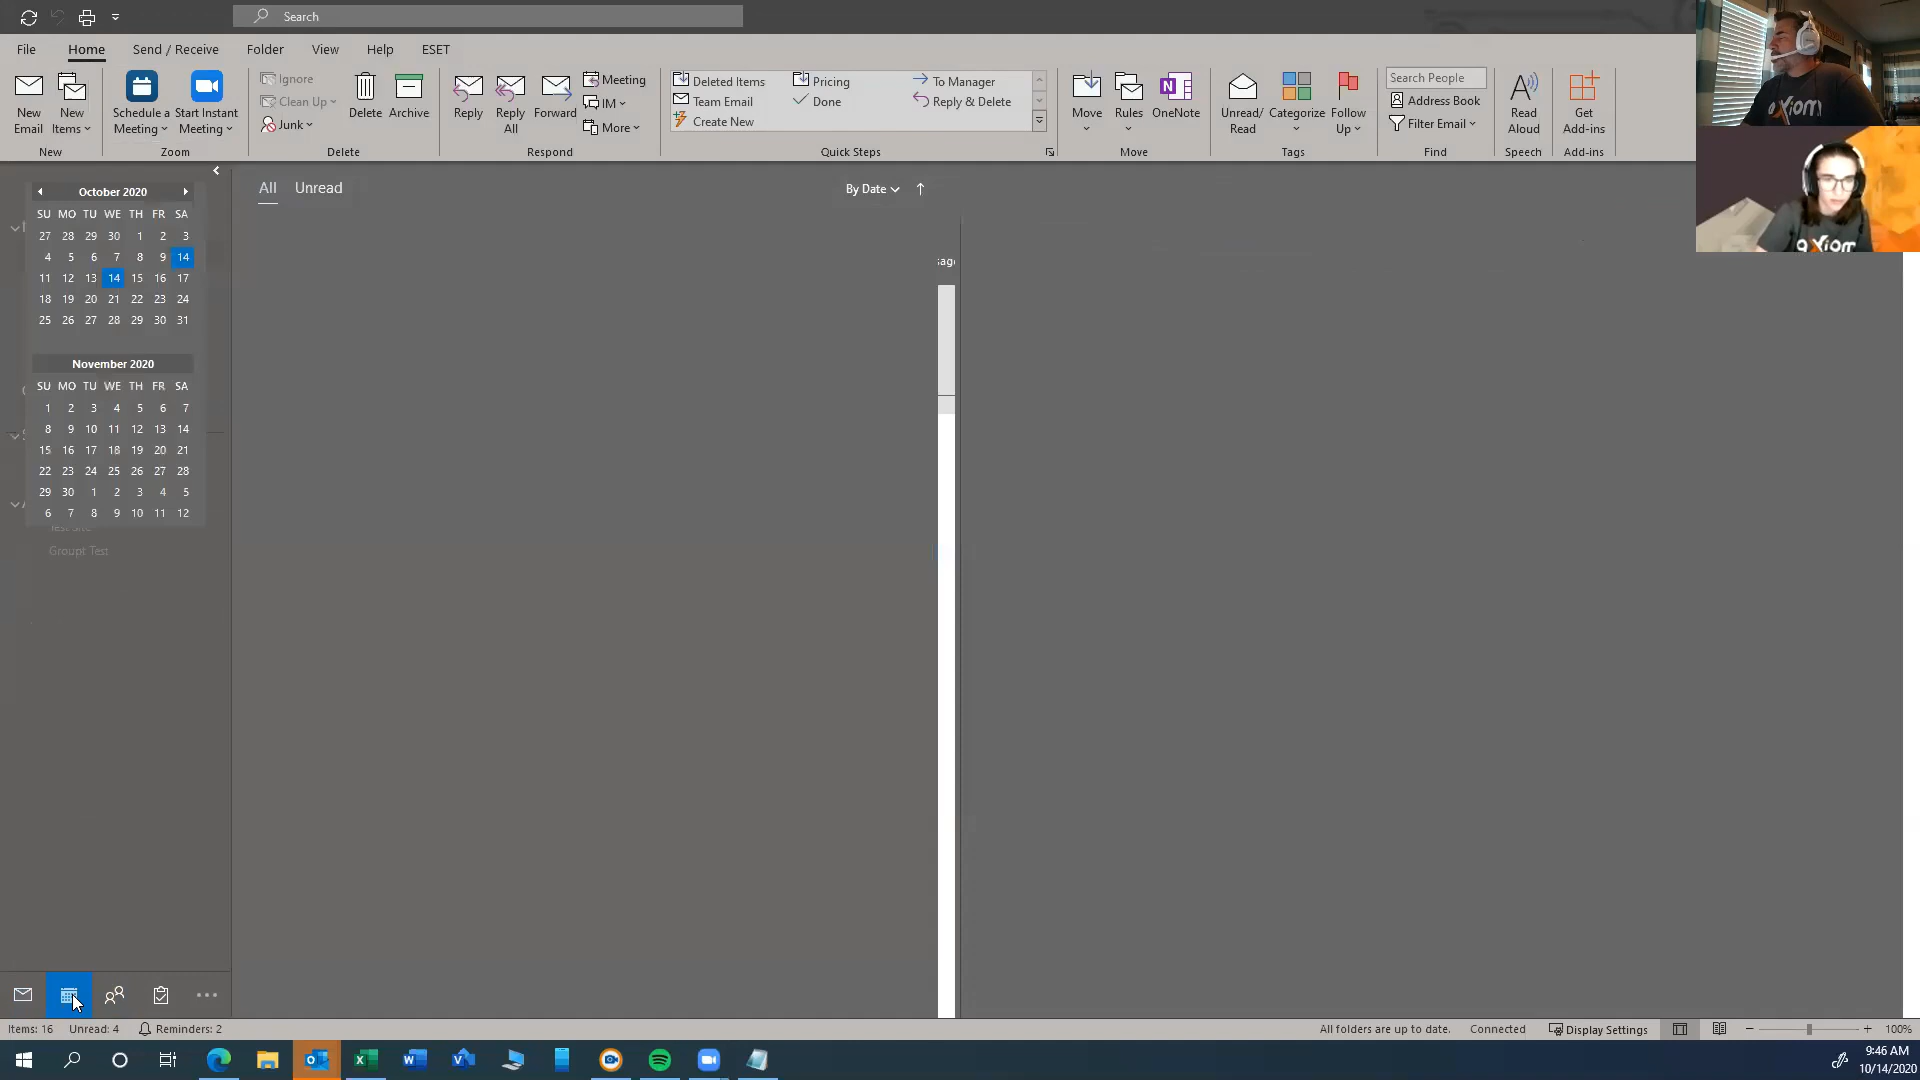 Search
File Home Send / Receive Folder View Help ESET
New Email
New Items
New
Schedule a Meeting
Start Instant Meeting
Zoom
Ignore
Clean Up
Junk
Delete
Archive
Delete
Reply
Reply All
Forward
Meeting
IM
More
Respond
Deleted Items
Team Email
Create New
Pricing
Done
To Manager
Reply & Delete
Quick Steps
Move
Rules
OneNote
Move
Unread/ Read
Categorize
Follow Up
Tags
Search People
Address Book
Filter Email
Find
Read Aloud
Speech
Get Add-ins
Add-ins
October 2020
SU MO TU WE TH FR SA
27 28 29 30 1 2 3
4 5 6 7 8 9 14
11 12 13 14 15 16 17
18 19 20 21 22 23 24
25 26 27 28 29 30 31
November 2020
SU MO TU WE TH FR SA
1 2 3 4 5 6 7
8 9 10 11 12 13 14
15 16 17 18 19 20 21
22 23 24 25 26 27 28
29 30 1 2 3 4 5
6 7 8 9 10 11 12
Test Site
Groupt Test
All Unread
By Date
sage
Items: 16 Unread: 4 Reminders: 2
All folders are up to date. Connected Display Settings 100%
9:46 AM
10/14/2020